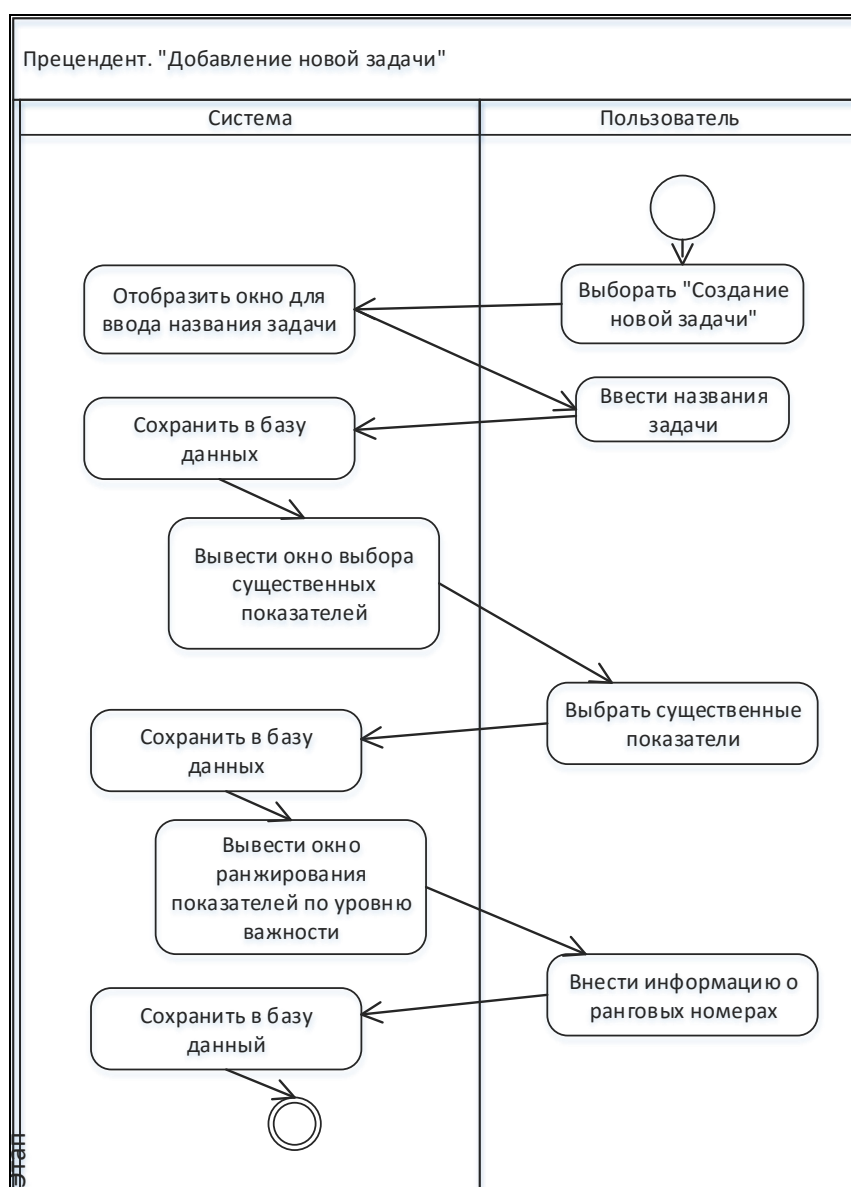 Прецендент. "Добавление новой задачи"
Система
Пользователь
Выборать "Создание
новой задачи"
Отобразить окно для
ввода названия задачи
Ввести названия
задачи
Сохранить в базу
данных
Вывести окно выбора
существенных
показателей
Выбрать существенные
показатели
Сохранить в базу
данных
Вывести окно
ранжирования
показателей по уровню
важности
Внести информацию о
ранговых номерах
Сохранить в базу
данный
Этап